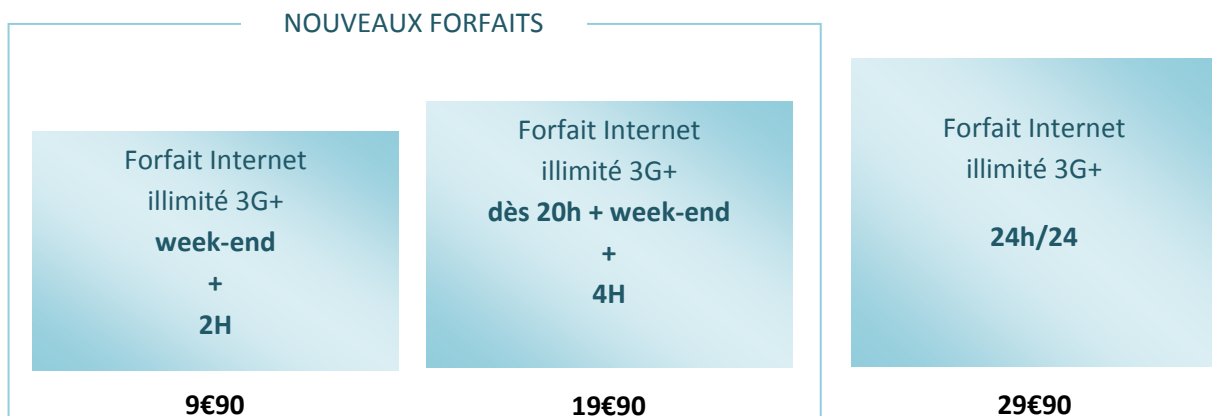 NOUVEAUX FORFAITS
Forfait Internet
illimité 3G+
week-end
+
2H
9€90
Forfait Internet
illimité 3G+
dès 20h + week-end
+
4H
19€90
Forfait Internet
illimité 3G+
24h/24
29€90